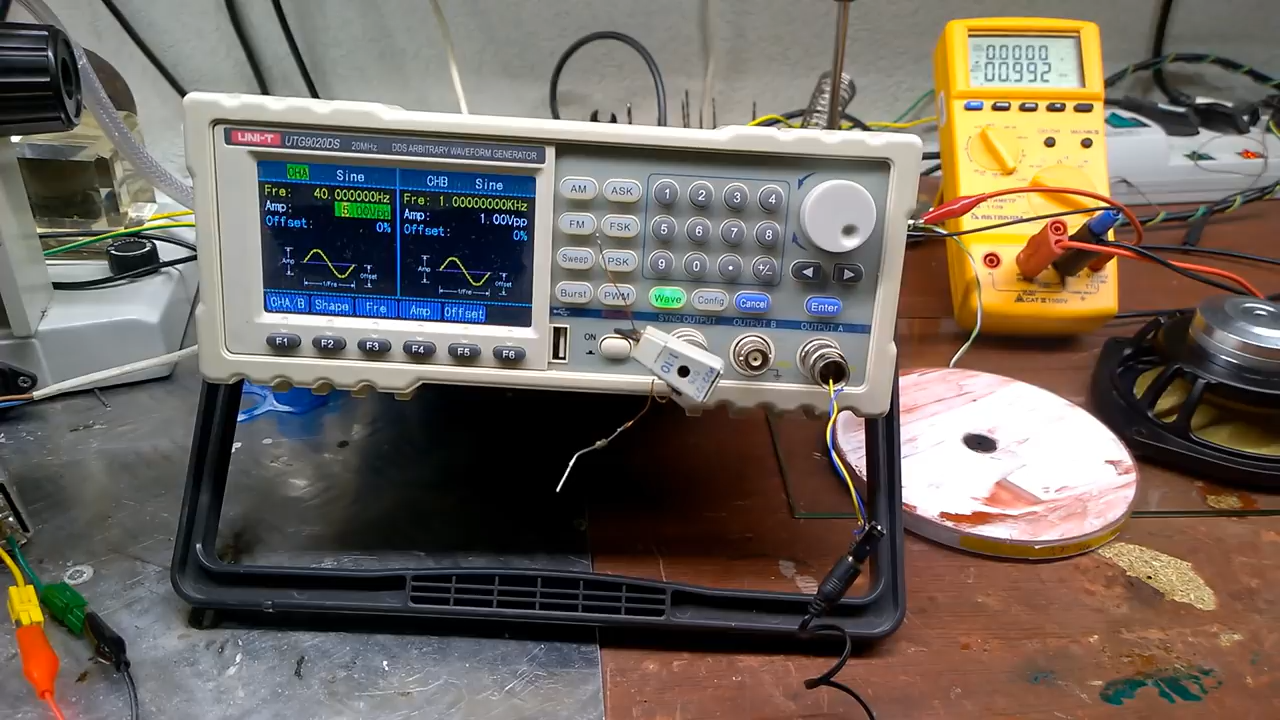 UNI-T UTG9020DS 20MHz DDS ARBITRARY WAVEFORM GENERATOR
CHA Sine
Fre: 40.000000Hz
Amp: 5.00Vpp
Offset: 0%
Amp
Offset
1/Fre
CHB Sine
Fre: 1.00000000KHz
Amp: 1.00Vpp
Offset: 0%
Amp
Offset
1/Fre
CHA/B Shape Fre Amp Offset
F1 F2 F3 F4 F5 F6
AM ASK
FM FSK
Sweep PSK
Burst PWM
1 2 3 4
5 6 7 8
9 0 • +/-
Wave Config Cancel Enter
SYNC OUTPUT OUTPUT B OUTPUT A
ON
0.0000
00.992
CAT III 1000V